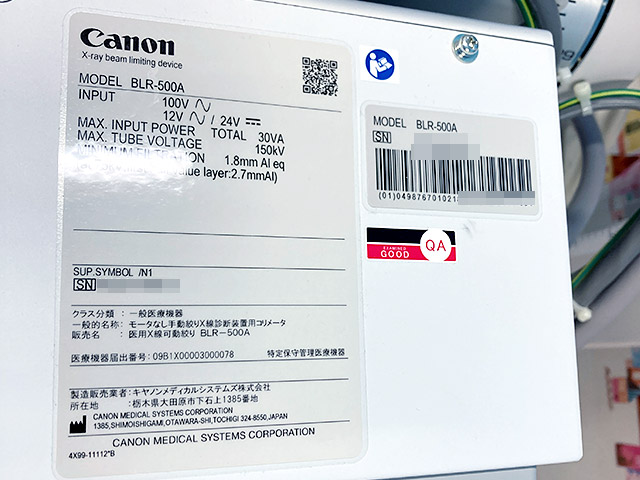 Canon
X-ray beam limiting device
MODEL BLR-500A
INPUT 100V
12V / 24V
MAX. INPUT POWER TOTAL 30VA
MAX. TUBE VOLTAGE 150kV
MINIMUM FILTRATION 1.8mm Al eq
lue layer:2.7mmAl)
SUP.SYMBOL /N1
SN
クラス分類 : 一般医療機器
一般的名称: モータなし手動絞りX線診断装置用コリメータ
販売名 : 医用X線可動絞り BLR-500A
医療機器届出番号: 09B1X00003000078 特定保守管理医療機器
製造販売業者: キヤノンメディカルシステムズ株式会社
所在地 : 栃木県大田原市下石上1385番地
CANON MEDICAL SYSTEMS CORPORATION
1385,SHIMOISHIGAMI,OTAWARA-SHI,TOCHIGI 324-8550,JAPAN
CANON MEDICAL SYSTEMS CORPORATION
4X99-11112*B
MODEL BLR-500A
SN
(01)0498767010218
EXAMINED
GOOD
QA